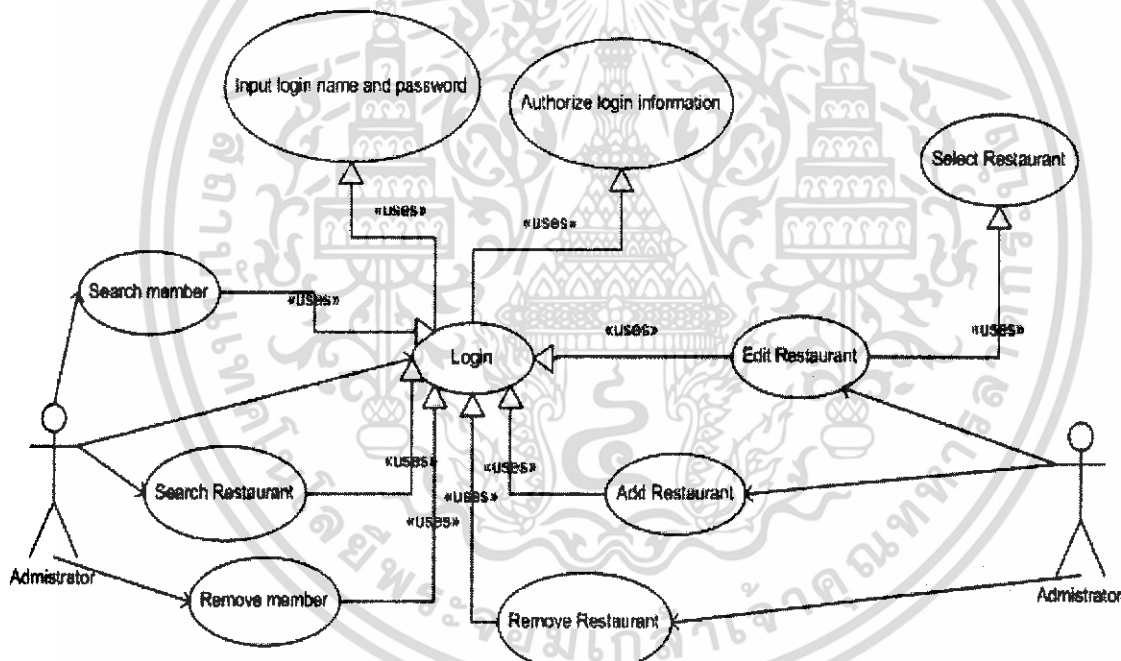 Input login name and password
Authorize login information
Select Restaurant
«uses»
«uses»
Search member
«uses»
«uses»
«uses»
Login
Edit Restaurant
«uses»
«uses»
Search Restaurant
«uses»
Add Restaurant
«uses»
Admistrator
Remove member
Remove Restaurant
Admistrator